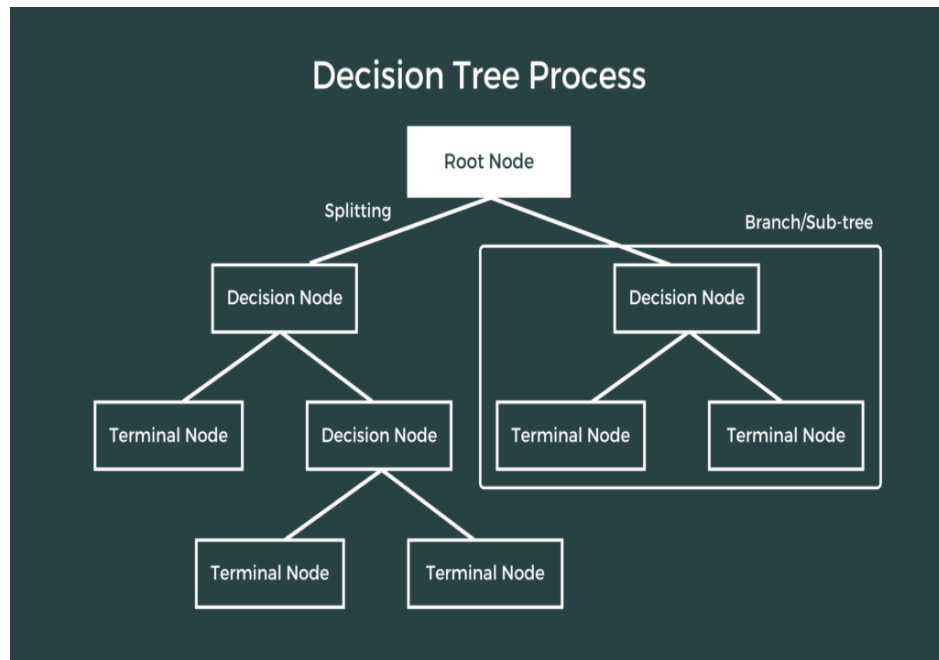 Decision Tree Process
Root Node
Splitting
Branch/Sub-tree
Decision Node
Decision Node
Terminal Node
Decision Node
Terminal Node
Terminal Node
Terminal Node
Terminal Node